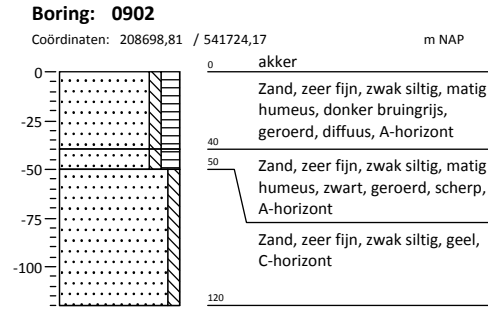 Boring: 0902
Coördinaten: 208698,81 / 541724,17 m NAP
0 0 akker
Zand, zeer fijn, zwak siltig, matig
humeus, donker bruingrijs,
-25
geroerd, diffuus, A-horizont
40
-50 50 Zand, zeer fijn, zwak siltig, matig
humeus, zwart, geroerd, scherp,
-75 A-horizont
Zand, zeer fijn, zwak siltig, geel,
C-horizont
-100
120